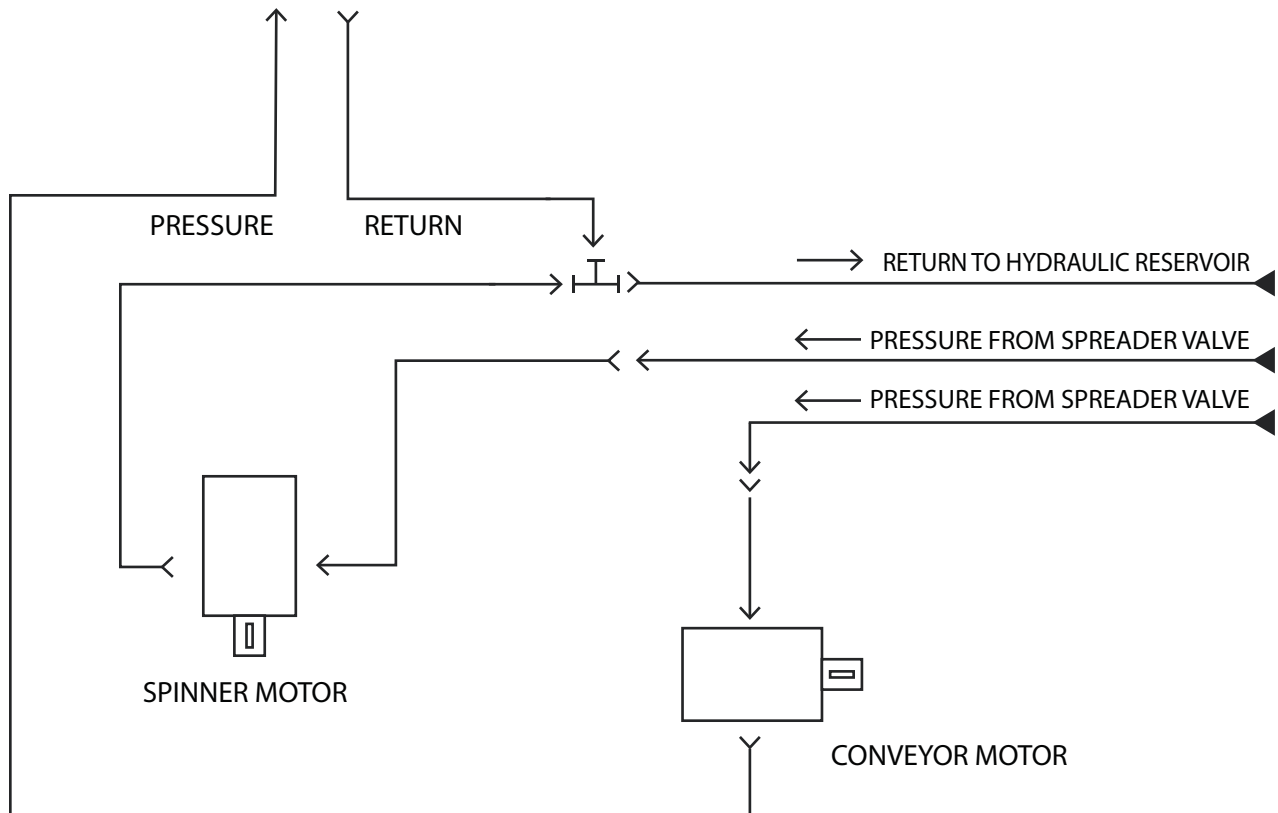 PRESSURE
RETURN
RETURN TO HYDRAULIC RESERVOIR
PRESSURE FROM SPREADER VALVE
PRESSURE FROM SPREADER VALVE
SPINNER MOTOR
CONVEYOR MOTOR